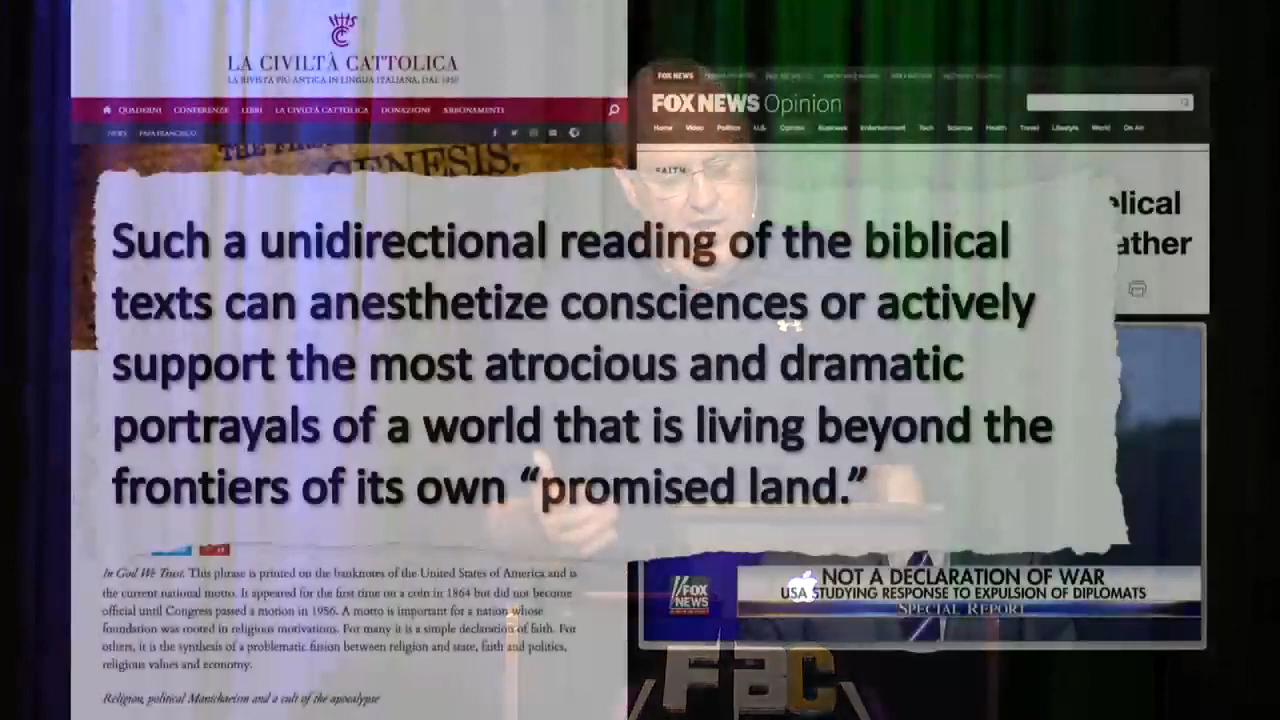 LA CIVILTÀ CATTOLICA
LA RIVISTA PIÙ ANTICA IN LINGUA ITALIANA, DAL 1850
QUADERNI CONFERENZE LIBRI LA CIVILTÀ CATTOLICA DONAZIONI ABBONAMENTI
NEWS PAPA FRANCESCO
GENESIS.
FOX NEWS
FOX NEWS Opinion
Home Video Politics U.S. Opinion Business Entertainment Tech Science Health Travel Lifestyle World On Air
FAITH
elical
ather
Such a unidirectional reading of the biblical
texts can anesthetize consciences or actively
support the most atrocious and dramatic
portrayals of a world that is living beyond the
frontiers of its own “promised land.”
In God We Trust. This phrase is printed on the banknotes of the United States of America and is
the current national motto. It appeared for the first time on a coin in 1864 but did not become
official until Congress passed a motion in 1956. A motto is important for a nation whose
foundation was rooted in religious motivations. For many it is a simple declaration of faith. For
others, it is the synthesis of a problematic fusion between religion and state, faith and politics,
religious values and economy.
Religion, political Manichaeism and a cult of the apocalypse
FOX
NEWS
NOT A DECLARATION OF WAR
USA STUDYING RESPONSE TO EXPULSION OF DIPLOMATS
SPECIAL REPORT
FBC